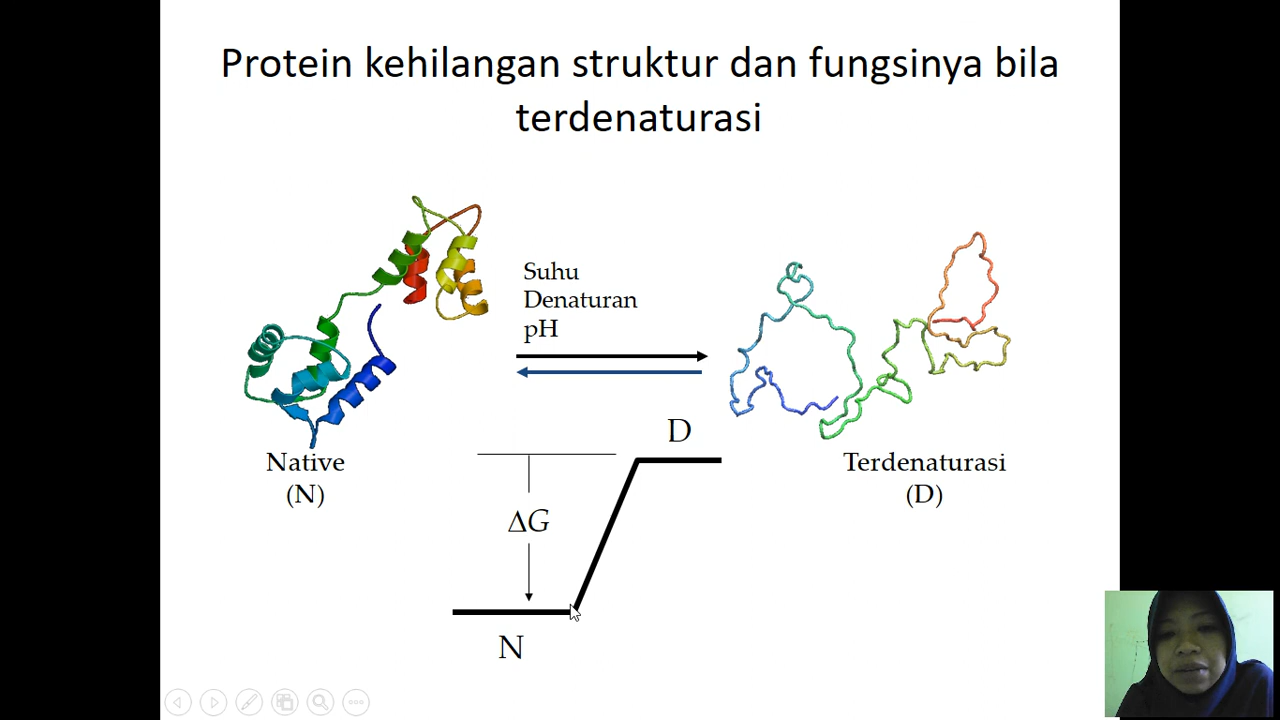 Protein kehilangan struktur dan fungsinya bila
terdenaturasi
Suhu
Denaturan
pH
Native
(N)
Terdenaturasi
(D)
D
ΔG
N